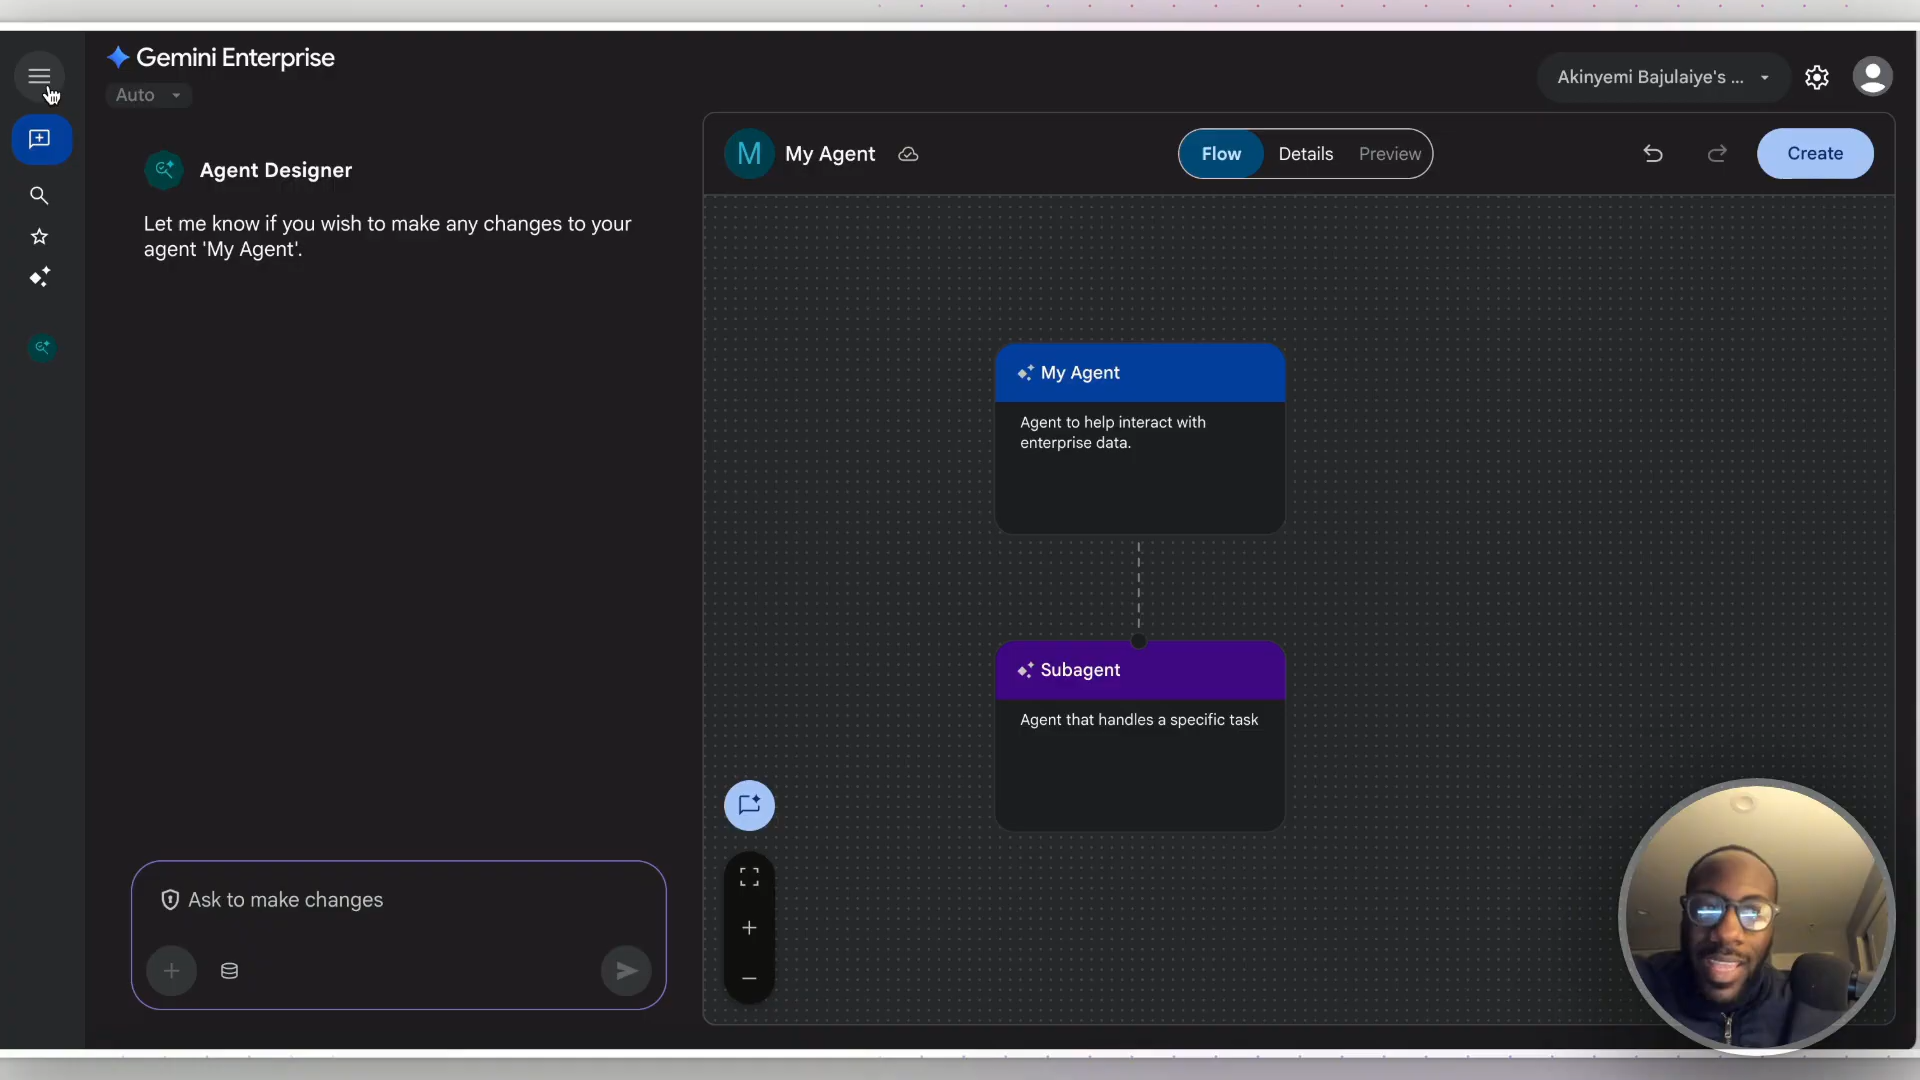 Gemini Enterprise
Auto
Akinyemi Bajulaiye's ...
Agent Designer
Let me know if you wish to make any changes to your
agent 'My Agent'.
Ask to make changes
M My Agent
Flow Details Preview
Create
My Agent
Agent to help interact with
enterprise data.
Subagent
Agent that handles a specific task